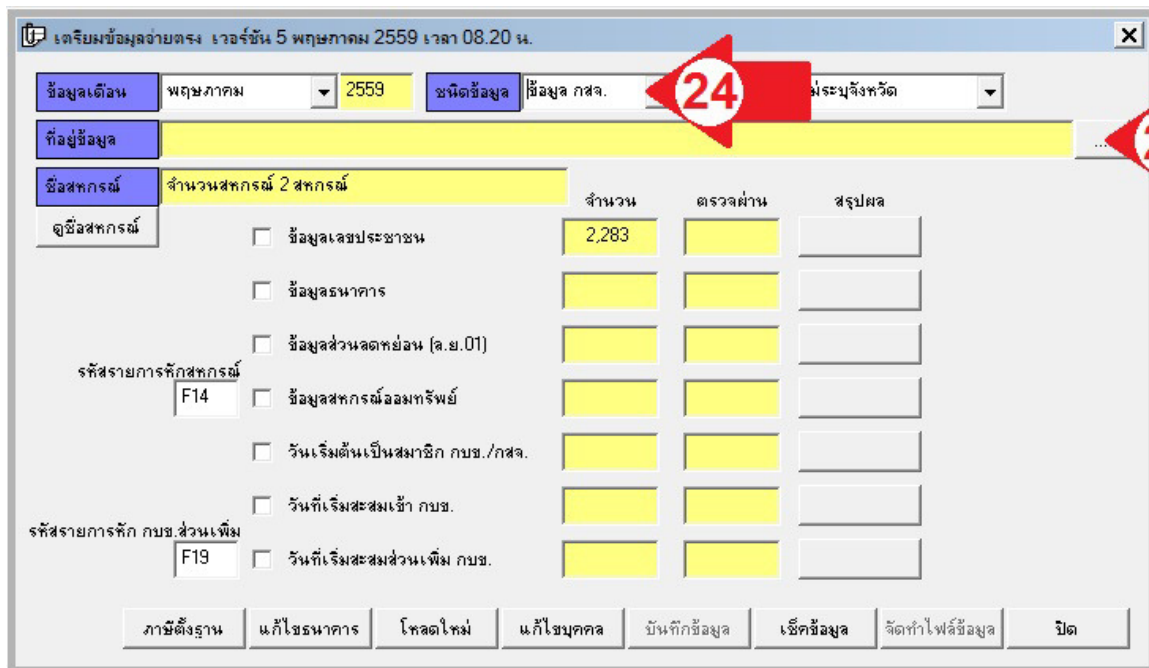 เตรียมข้อมูลจ่ายตรง เวอร์ชัน 5 พฤษภาคม 2559 เวลา 08.20 น.
ข้อมูลเดือน พฤษภาคม 2559 ชนิดข้อมูล ข้อมูล กสจ. 24 ม่ระบุจังหวัด
ที่อยู่ข้อมูล ...
ชื่อสหกรณ์ จำนวนสหกรณ์ 2 สหกรณ์
จำนวน ตรวจผ่าน สรุปผล
ดูชื่อสหกรณ์ ข้อมูลเลขประชาชน 2,283
ข้อมูลธนาคาร
ข้อมูลส่วนลดหย่อน (ล.ย.01)
รหัสรายการหักสหกรณ์
F14 ข้อมูลสหกรณ์ออมทรัพย์
วันเริ่มต้นเป็นสมาชิก กบข./กสจ.
วันที่เริ่มสะสมเข้า กบข.
รหัสรายการหัก กบข.ส่วนเพิ่ม
F19 วันที่เริ่มสะสมส่วนเพิ่ม กบข.
ภาษีตั้งฐาน แก้ไขธนาคาร โหลดใหม่ แก้ไขบุคคล บันทึกข้อมูล เช็คข้อมูล จัดทำไฟล์ข้อมูล ปิด